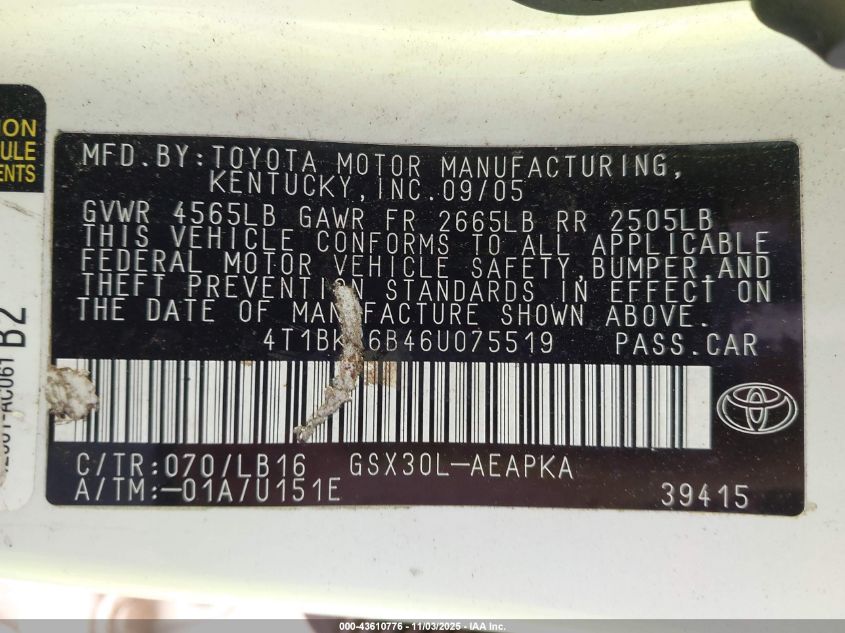 ION
ULE
ENTS
B2
MFD.BY:TOYOTA MOTOR MANUFACTURING,
KENTUCKY,INC.09/05
GVWR 4565LB GAWR FR 2665LB RR 2505LB
THIS VEHICLE CONFORMS TO ALL APPLICABLE
FEDERAL MOTOR VEHICLE SAFETY,BUMPER,AND
THEFT PREVENTION STANDARDS IN EFFECT ON
THE DATE OF MANUFACTURE SHOWN ABOVE.
PASS.CAR
C/TR:070/LB16 GSX30L-AEAPKA
A/TM:-01A/U151E
39415
000-43610776 - 11/03/2025 - IAA Inc.